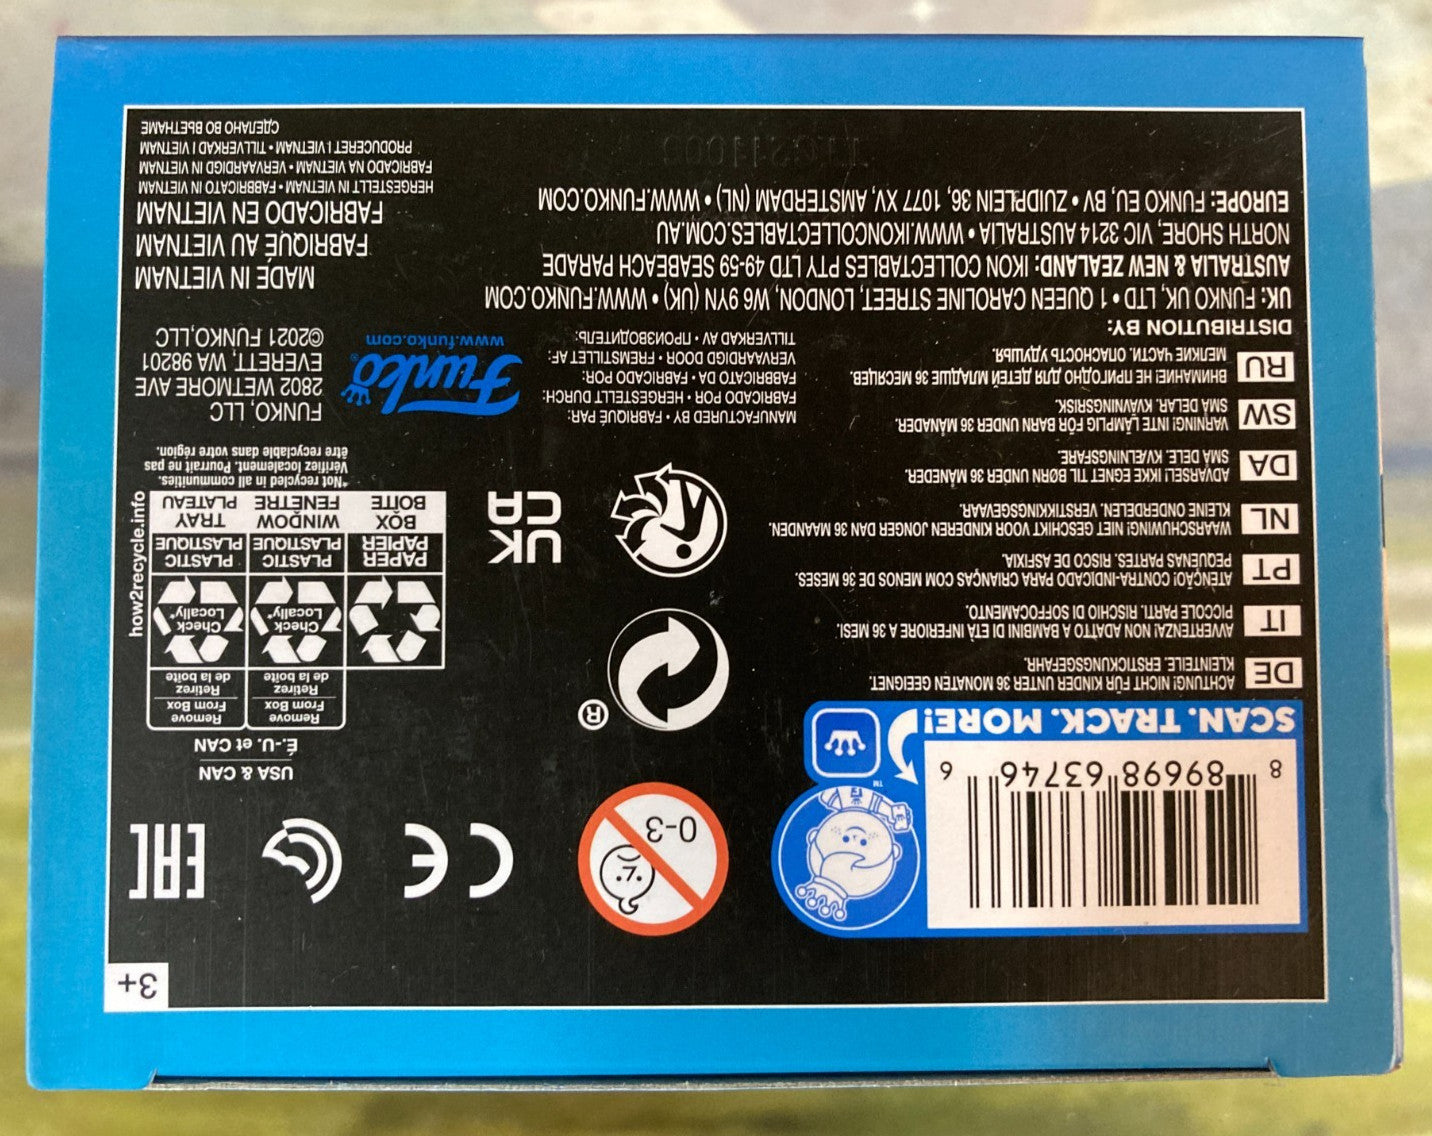 3+
8 89698 63746 6
SCAN. TRACK. MORE!
TM
0-3
CE
EAC
USA & CAN
É.-U. et CAN
Remove
From Box
Retirez
de la boîte
Remove
From Box
Retirez
de la boîte
Check
Locally*
Check
Locally*
PAPER
PAPIER
BOX
BOÎTE
PLASTIC
PLASTIQUE
WINDOW
FENÊTRE
PLASTIC
PLASTIQUE
TRAY
PLATEAU
how2recycle.info
*Not recycled in all communities.
Vérifiez localement. Pourrait ne pas
être recyclable dans votre région.
®
UK
CA
DE ACHTUNG! NICHT FÜR KINDER UNTER 36 MONATEN GEEIGNET.
KLEINTEILE. ERSTICKUNGSGEFAHR.
IT AVVERTENZA! NON ADATTO A BAMBINI DI ETÀ INFERIORE A 36 MESI.
PICCOLE PARTI. RISCHIO DI SOFFOCAMENTO.
PT ATENÇÃO! CONTRA-INDICADO PARA CRIANÇAS COM MENOS DE 36 MESES.
PEQUENAS PARTES. RISCO DE ASFIXIA.
NL WAARSCHUWING! NIET GESCHIKT VOOR KINDEREN JONGER DAN 36 MAANDEN.
KLEINE ONDERDELEN. VERSTIKKINGSGEVAAR.
DA ADVARSEL! IKKE EGNET TIL BØRN UNDER 36 MÅNEDER.
SMÅ DELE. KVÆLNINGSFARE.
SW VARNING! INTE LÄMPLIG FÖR BARN UNDER 36 MÅNADER.
SMÅ DELAR. KVÄVNINGSRISK.
RU ВНИМАНИЕ! НЕ ПРИГОДНО ДЛЯ ДЕТЕЙ МЛАДШЕ 36 МЕСЯЦЕВ.
МЕЛКИЕ ЧАСТИ. ОПАСНОСТЬ УДУШЬЯ.
MANUFACTURED BY • FABRIQUÉ PAR:
FABRICADO POR • HERGESTELLT DURCH:
FABBRICATO DA • FABRICADO POR:
VERVAARDIGD DOOR • FREMSTILLET AF:
TILLVERKAD AV • ПРОИЗВОДИТЕЛЬ:
Funko®
www.funko.com
FUNKO, LLC
2802 WETMORE AVE
EVERETT, WA 98201
©2021 FUNKO, LLC
DISTRIBUTION BY:
UK: FUNKO UK, LTD • 1 QUEEN CAROLINE STREET, LONDON, W6 9YN (UK) • WWW.FUNKO.COM
AUSTRALIA & NEW ZEALAND: IKON COLLECTABLES PTY LTD 49-59 SEABEACH PARADE
NORTH SHORE, VIC 3214 AUSTRALIA • WWW.IKONCOLLECTABLES.COM.AU
EUROPE: FUNKO EU, BV • ZUIDPLEIN 36, 1077 XV, AMSTERDAM (NL) • WWW.FUNKO.COM
MADE IN VIETNAM
FABRIQUÉ AU VIETNAM
FABRICADO EN VIETNAM
HERGESTELLT IN VIETNAM • FABBRICATO IN VIETNAM
FABRICADO NA VIETNAM • VERVAARDIGD IN VIETNAM
PRODUCERET I VIETNAM • TILLVERKAD I VIETNAM
СДЕЛАНО ВО ВЬЕТНАМЕ